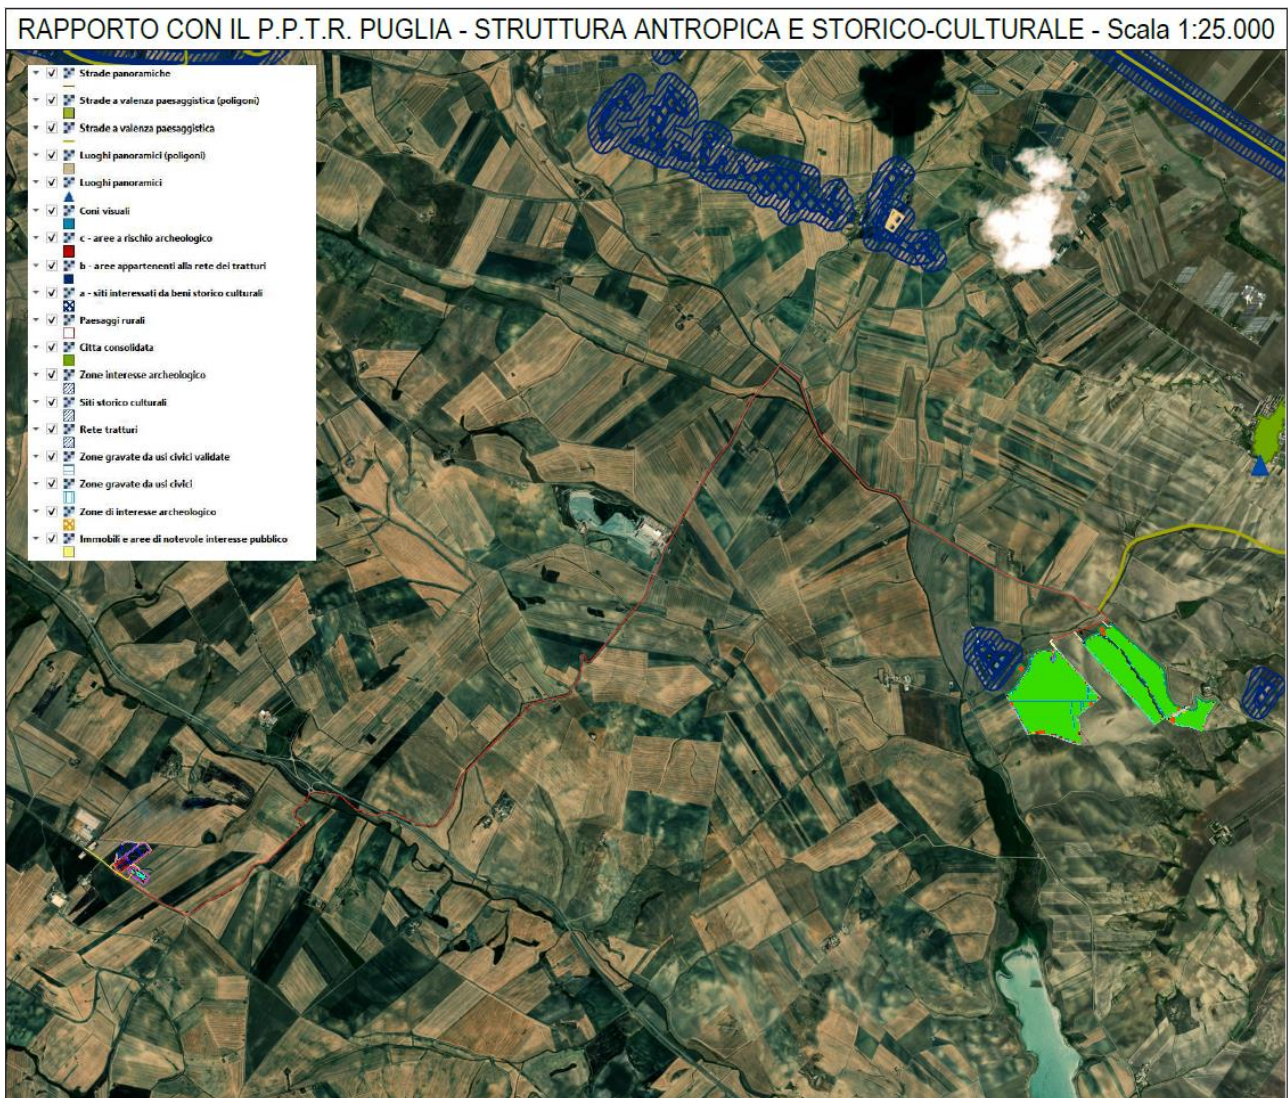 RAPPORTO CON IL P.P.T.R. PUGLIA - STRUTTURA ANTROPICA E STORICO-CULTURALE - Scala 1:25.000
Strade panoramiche
Strade a valenza paesaggistica (poligoni)
Strade a valenza paesaggistica
Luoghi panoramici (poligoni)
Luoghi panoramici
Coni visuali
c - aree a rischio archeologico
b - aree appartenenti alla rete dei tratturi
a - siti interessati da beni storico culturali
Paesaggi rurali
Citta consolidata
Zone interesse archeologico
Siti storico culturali
Rete tratturi
Zone gravate da usi civici validate
Zone gravate da usi civici
Zone di interesse archeologico
Immobili e aree di notevole interesse pubblico